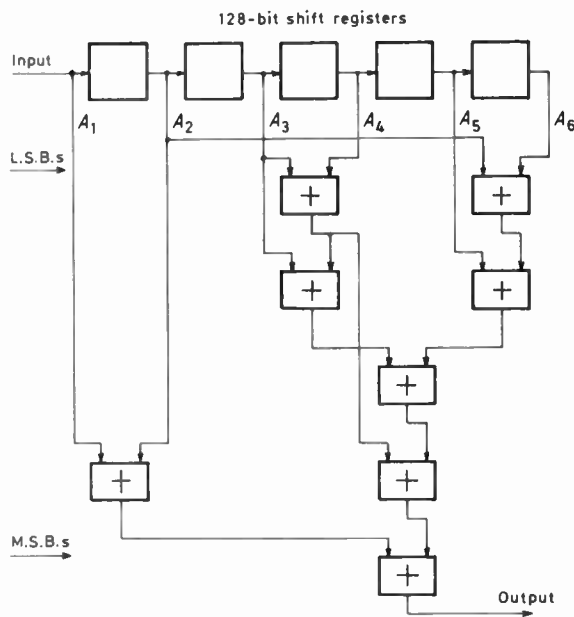 128-bit shift registers
Input
A1 A2 A3 A4 A5 A6
L.S.B.s
+ +
+ +
+
+ +
M.S.B.s
+
Output